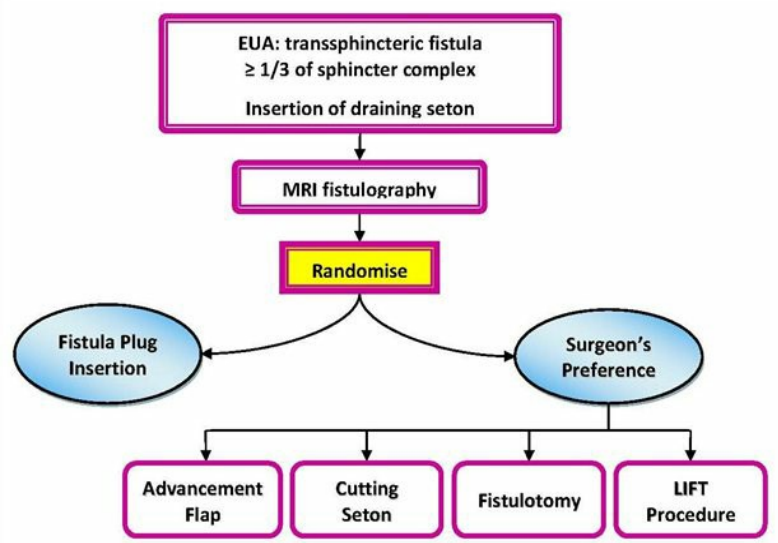 EUA: transsphincteric fistula
≥ 1/3 of sphincter complex
Insertion of draining seton
MRI fistulography
Randomise
Fistula Plug
Insertion
Surgeon's
Preference
Advancement
Flap
Cutting
Seton
Fistulotomy
LIFT
Procedure